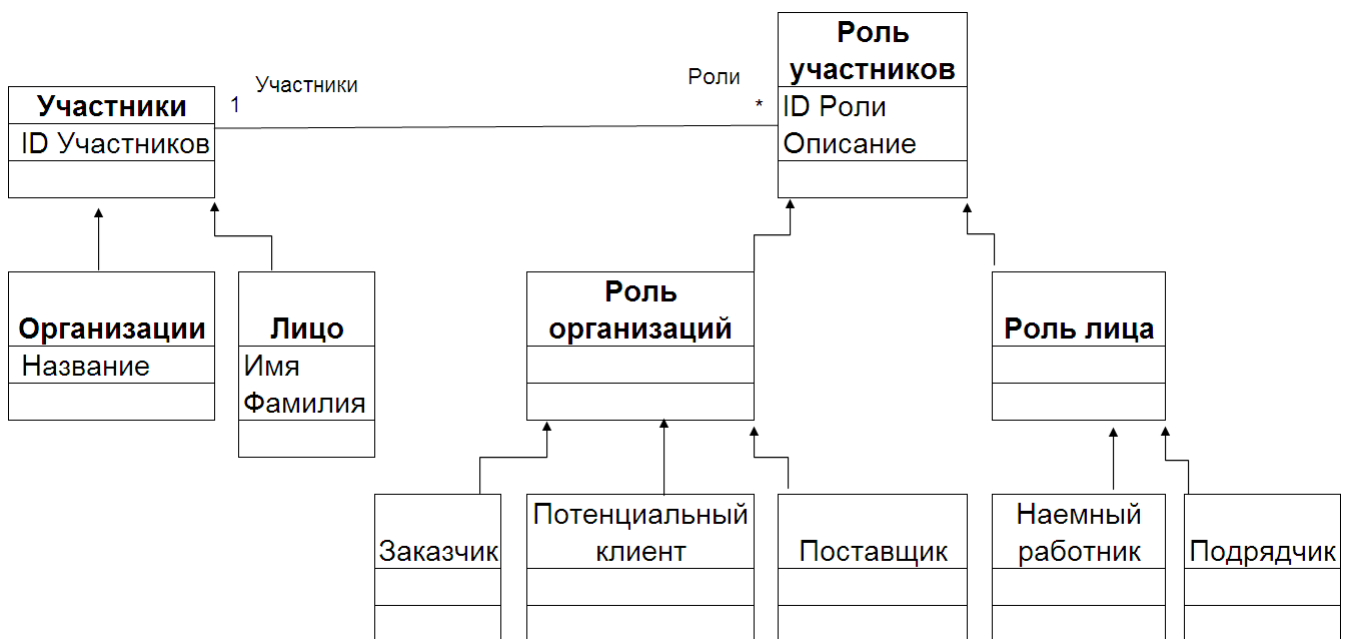 Роль
участников
ID Роли
Описание
Участники
Роли
1
*
Участники
ID Участников
Организации
Название
Лицо
Имя
Фамилия
Роль
организаций
Роль лица
Заказчик
Потенциальный
клиент
Поставщик
Наемный
работник
Подрядчик